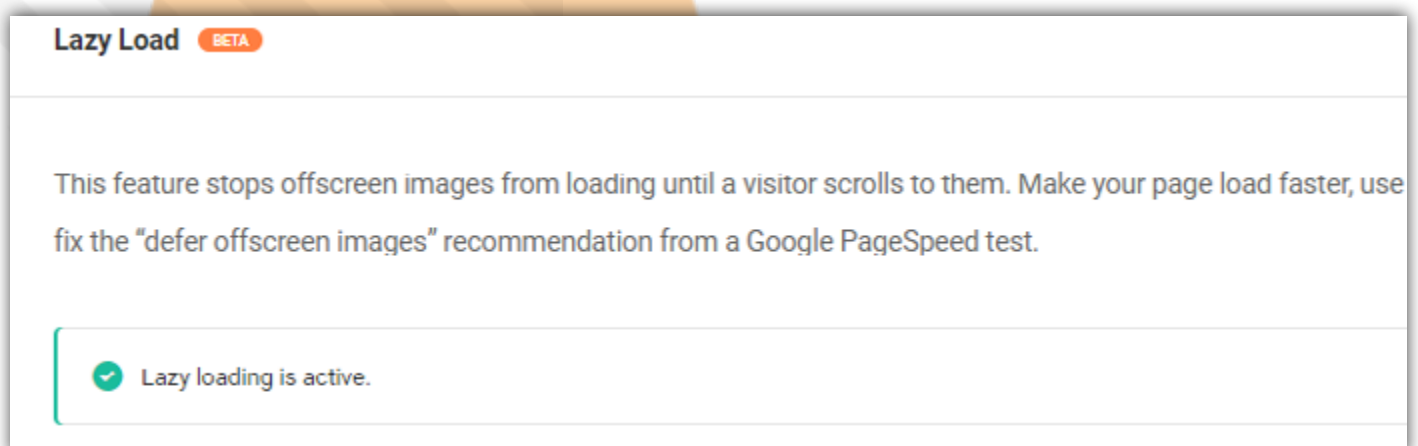 Lazy Load BETA
This feature stops offscreen images from loading until a visitor scrolls to them. Make your page load faster, use
fix the “defer offscreen images” recommendation from a Google PageSpeed test.
Lazy loading is active.